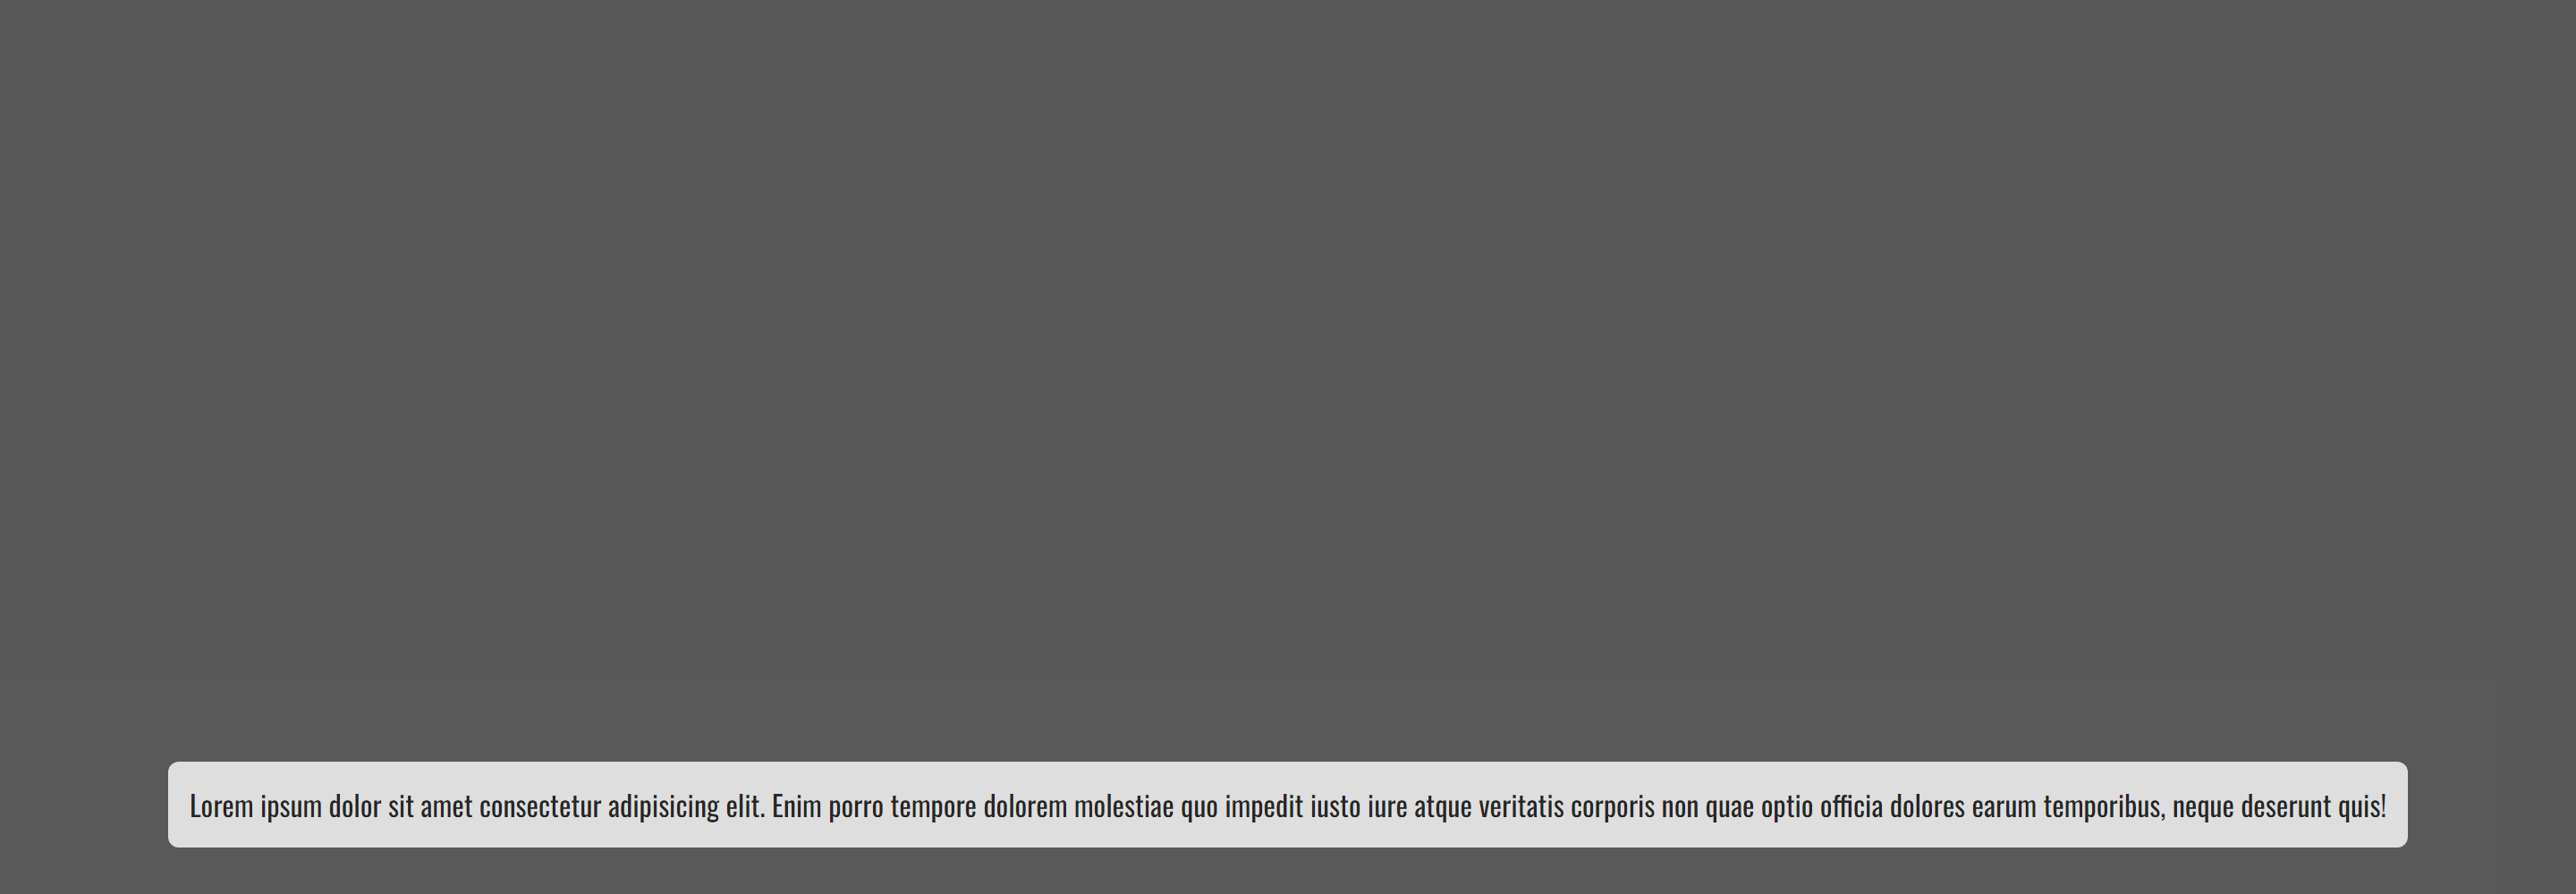 Lorem ipsum dolor sit amet consectetur adipisicing elit. Enim porro tempore dolorem molestiae quo impedit iusto iure atque veritatis corporis non quae optio officia dolores earum temporibus, neque deserunt quis!